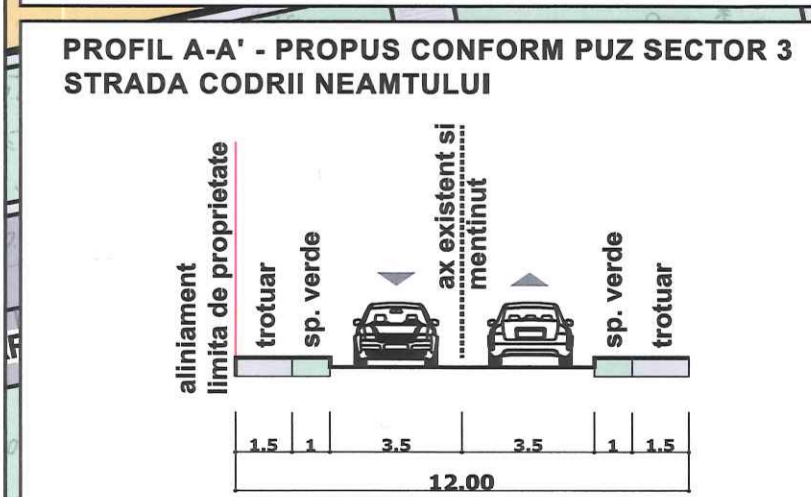 PROFIL A-A' - PROPUS CONFORM PUZ SECTOR 3
STRADA CODRII NEAMTULUI
aliniament
limita de proprietate
trotuar
sp. verde
ax existent si
mentinut
sp. verde
trotuar
1.5 1 3.5 3.5 1 1.5
12.00